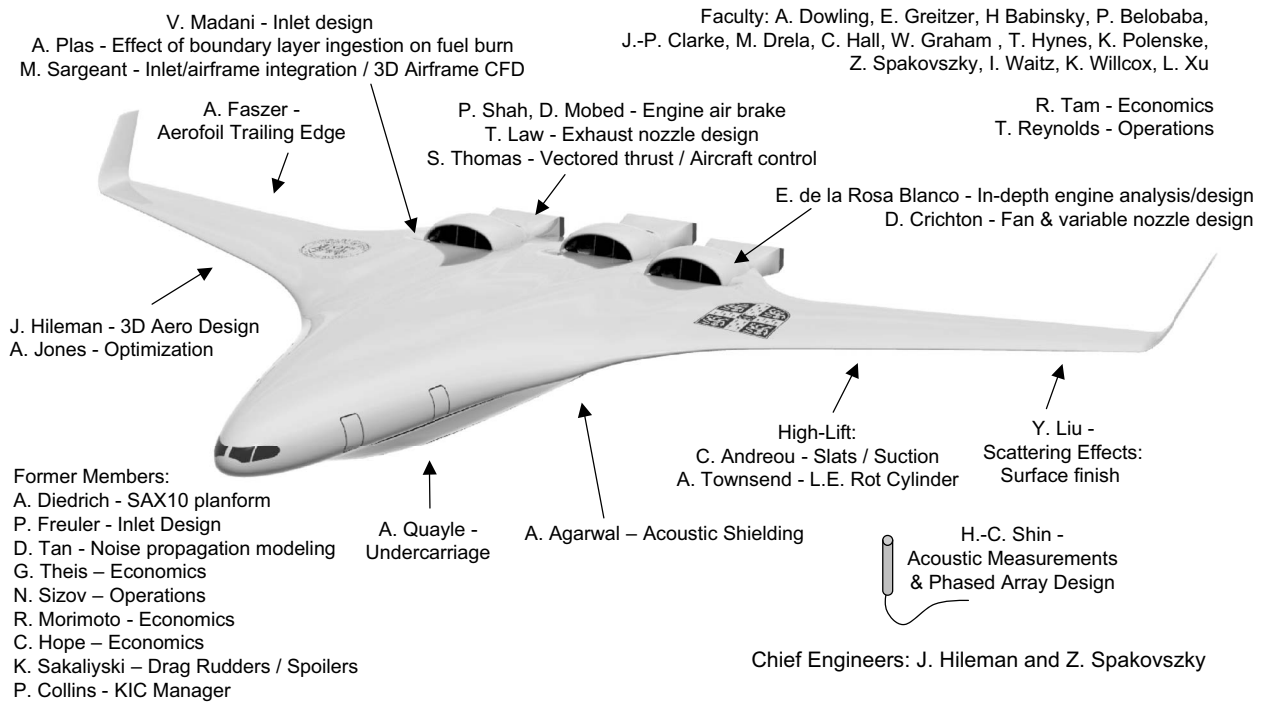 V. Madani - Inlet design
A. Plas - Effect of boundary layer ingestion on fuel burn
M. Sargeant - Inlet/airframe integration / 3D Airframe CFD
Faculty: A. Dowling, E. Greitzer, H Babinsky, P. Belobaba,
J.-P. Clarke, M. Drela, C. Hall, W. Graham , T. Hynes, K. Polenske,
Z. Spakovszky, I. Waitz, K. Willcox, L. Xu
A. Faszer -
Aerofoil Trailing Edge
P. Shah, D. Mobed - Engine air brake
T. Law - Exhaust nozzle design
S. Thomas - Vectored thrust / Aircraft control
R. Tam - Economics
T. Reynolds - Operations
E. de la Rosa Blanco - In-depth engine analysis/design
D. Crichton - Fan & variable nozzle design
J. Hileman - 3D Aero Design
A. Jones - Optimization
High-Lift:
C. Andreou - Slats / Suction
A. Townsend - L.E. Rot Cylinder
Y. Liu -
Scattering Effects:
Surface finish
Former Members:
A. Diedrich - SAX10 planform
P. Freuler - Inlet Design
D. Tan - Noise propagation modeling
G. Theis – Economics
N. Sizov – Operations
R. Morimoto - Economics
C. Hope – Economics
K. Sakaliyski – Drag Rudders / Spoilers
P. Collins - KIC Manager
A. Quayle -
Undercarriage
A. Agarwal – Acoustic Shielding
H.-C. Shin -
Acoustic Measurements
& Phased Array Design
Chief Engineers: J. Hileman and Z. Spakovszky